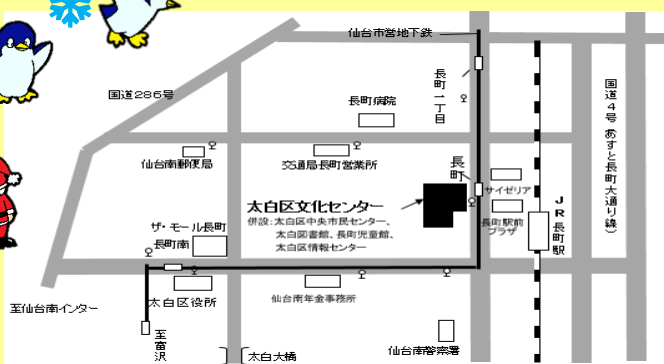 仙台市営地下鉄
国道286号
長町一丁目
国道4号(あすと長町大通り線)
長町病院
仙台南郵便局
交通局長町営業所
長町
サイゼリア
太白区文化センター
併設:太白区中央市民センター、
太白図書館、長町児童館、
太白区情報センター
長町駅前
プラザ
JR長町駅
ザ・モール長町
長町南
太白区役所
仙台南年金事務所
至仙台南インター
至富沢
太白大橋
仙台南警察署